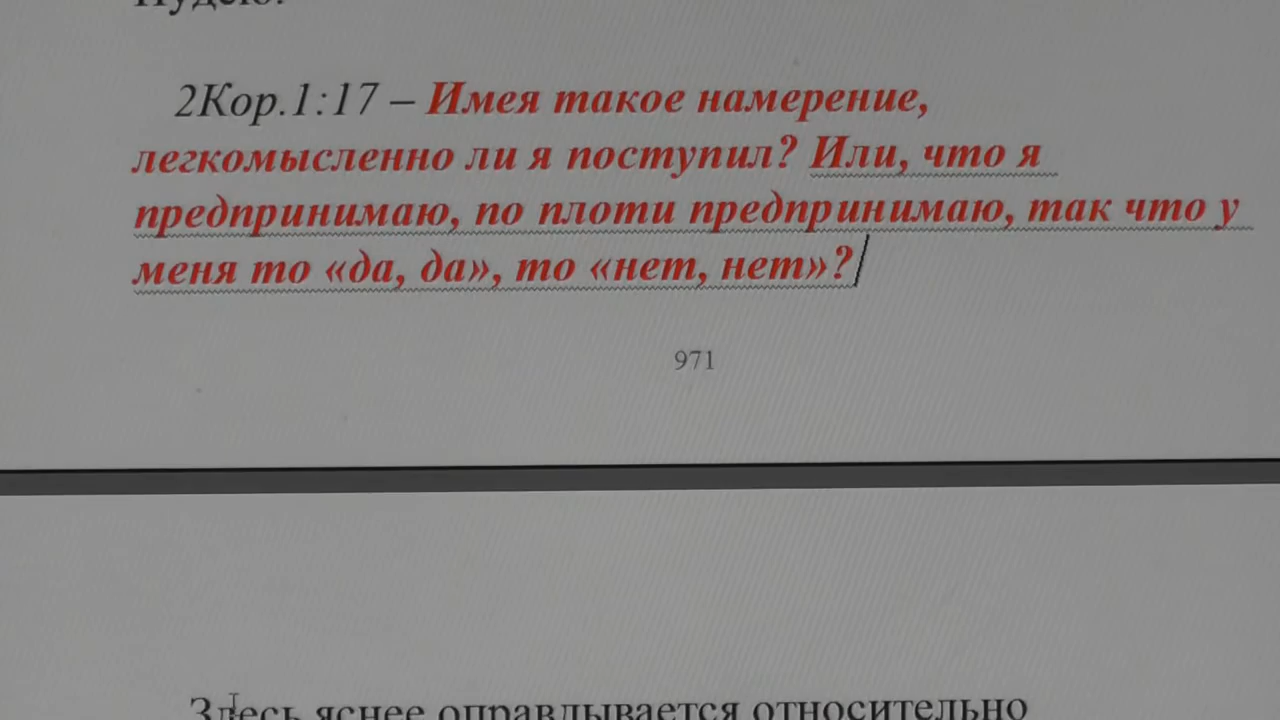 Иудею.
2Кор.1:17 – Имея такое намерение,
легкомысленно ли я поступил? Или, что я
предпринимаю, по плоти предпринимаю, так что у
меня то «да, да», то «нет, нет»?
971
Здесь яснее оправдывается относительно